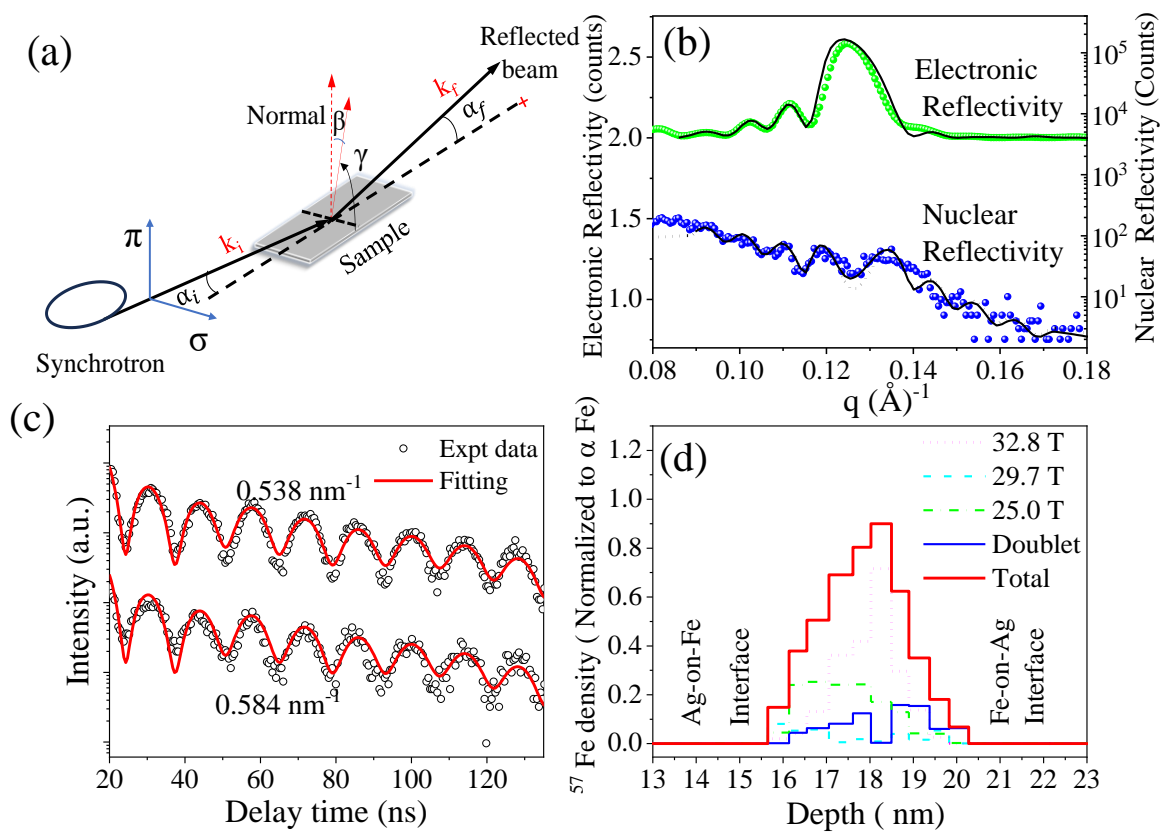 (a)
Reflected
beam
k_f
α_f
Normal
β
γ
Sample
k_i
α_i
π
σ
Synchrotron
(b)
Electronic Reflectivity (counts)
2.5
2.0
1.5
1.0
Electronic
Reflectivity
Nuclear
Reflectivity
10^5
10^4
10^3
10^2
10^1
Nuclear Reflectivity (Counts)
0.08 0.10 0.12 0.14 0.16 0.18
q (Å)^-1
(c)
Intensity (a.u.)
Expt data
Fitting
0.538 nm^-1
0.584 nm^-1
20 40 60 80 100 120
Delay time (ns)
(d)
^57 Fe density ( Normalized to α Fe)
1.2
1.0
0.8
0.6
0.4
0.2
0.0
32.8 T
29.7 T
25.0 T
Doublet
Total
Ag-on-Fe
Interface
Fe-on-Ag
Interface
13 14 15 16 17 18 19 20 21 22 23
Depth ( nm)